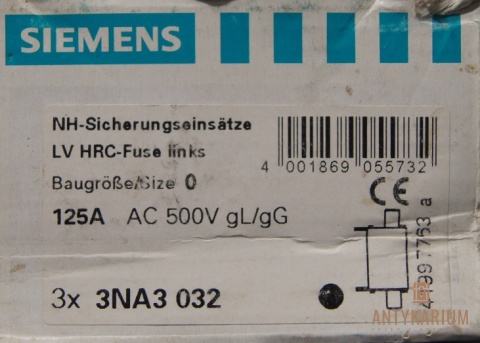 SIEMENS
NH-Sicherungseinsätze
LV HRC-Fuse links
Baugröße/Size 0
125A AC 500V gL/gG
3x 3NA3 032
4 001869 055732
CE
ANTYKARIUM